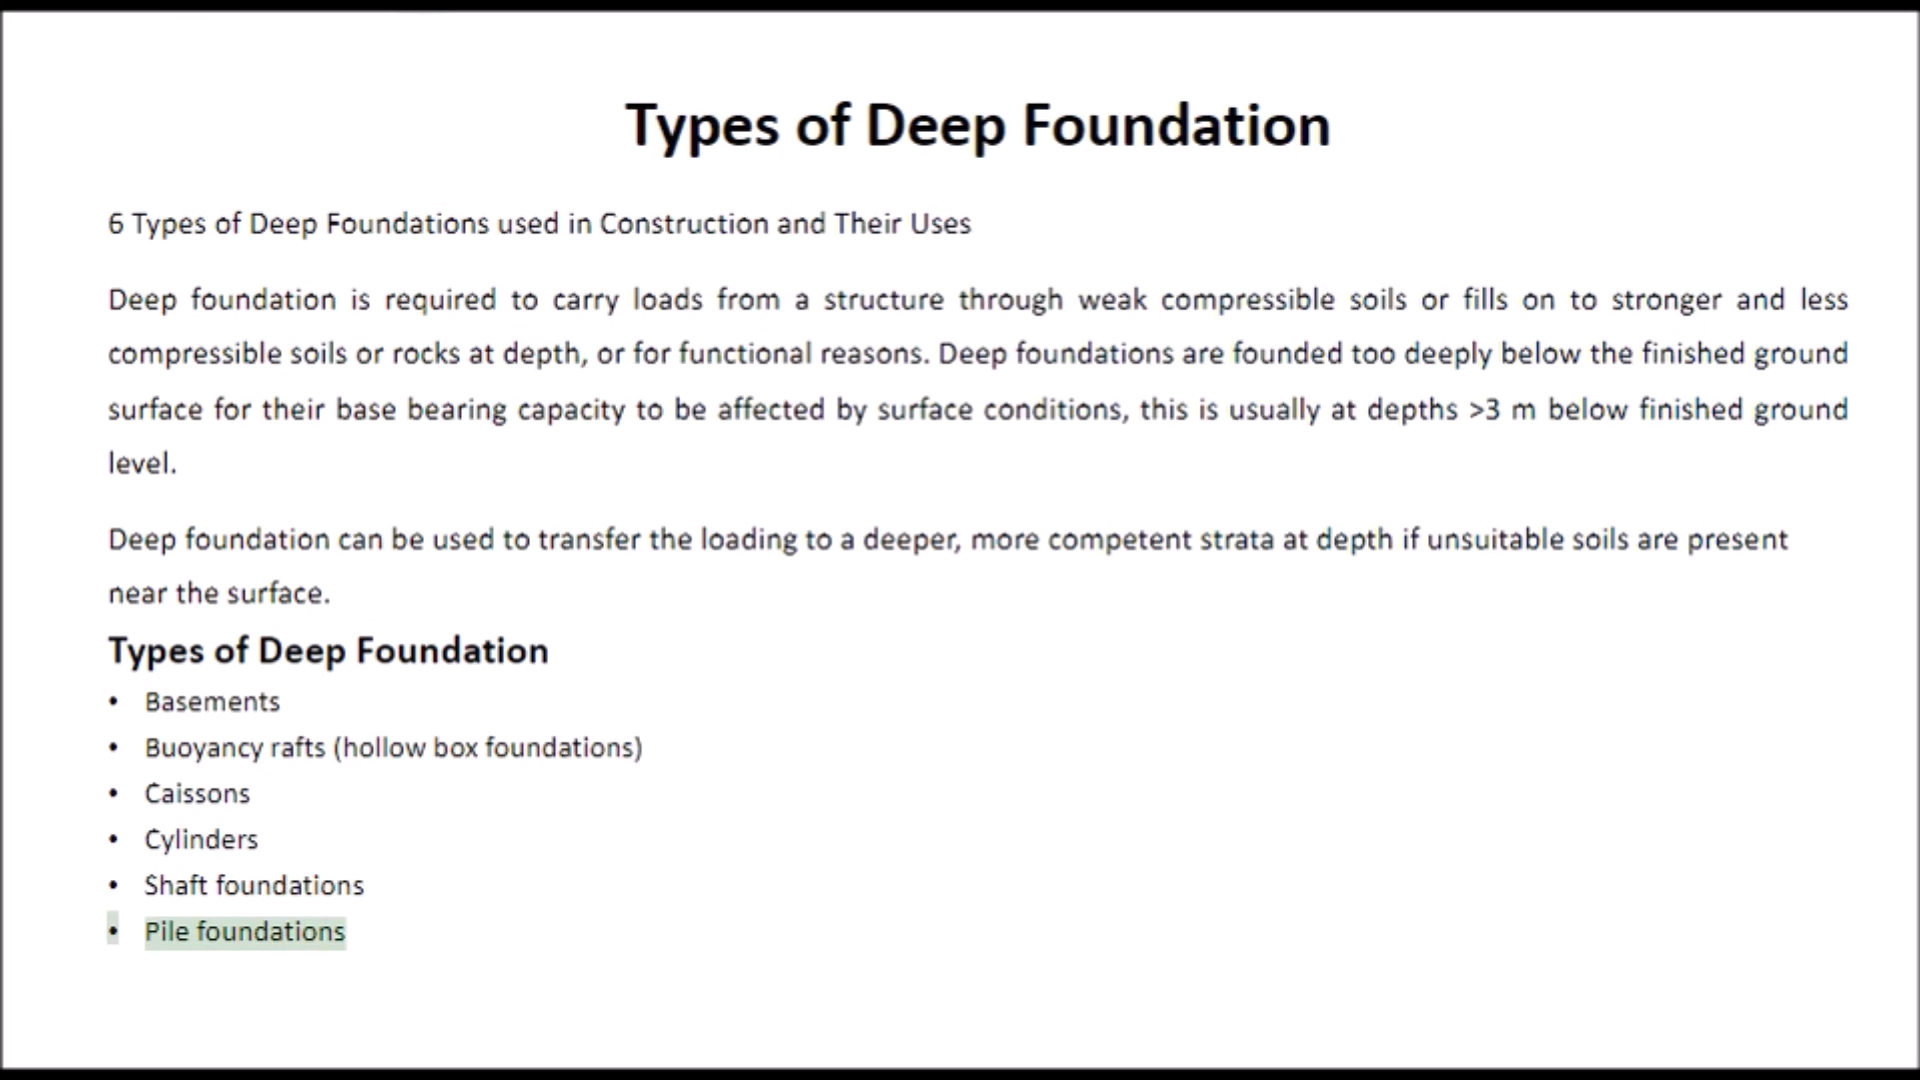 Types of Deep Foundation
6 Types of Deep Foundations used in Construction and Their Uses
Deep foundation is required to carry loads from a structure through weak compressible soils or fills on to stronger and less
compressible soils or rocks at depth, or for functional reasons. Deep foundations are founded too deeply below the finished ground
surface for their base bearing capacity to be affected by surface conditions, this is usually at depths >3 m below finished ground
level.
Deep foundation can be used to transfer the loading to a deeper, more competent strata at depth if unsuitable soils are present
near the surface.
Types of Deep Foundation
• Basements
• Buoyancy rafts (hollow box foundations)
• Caissons
• Cylinders
• Shaft foundations
• Pile foundations